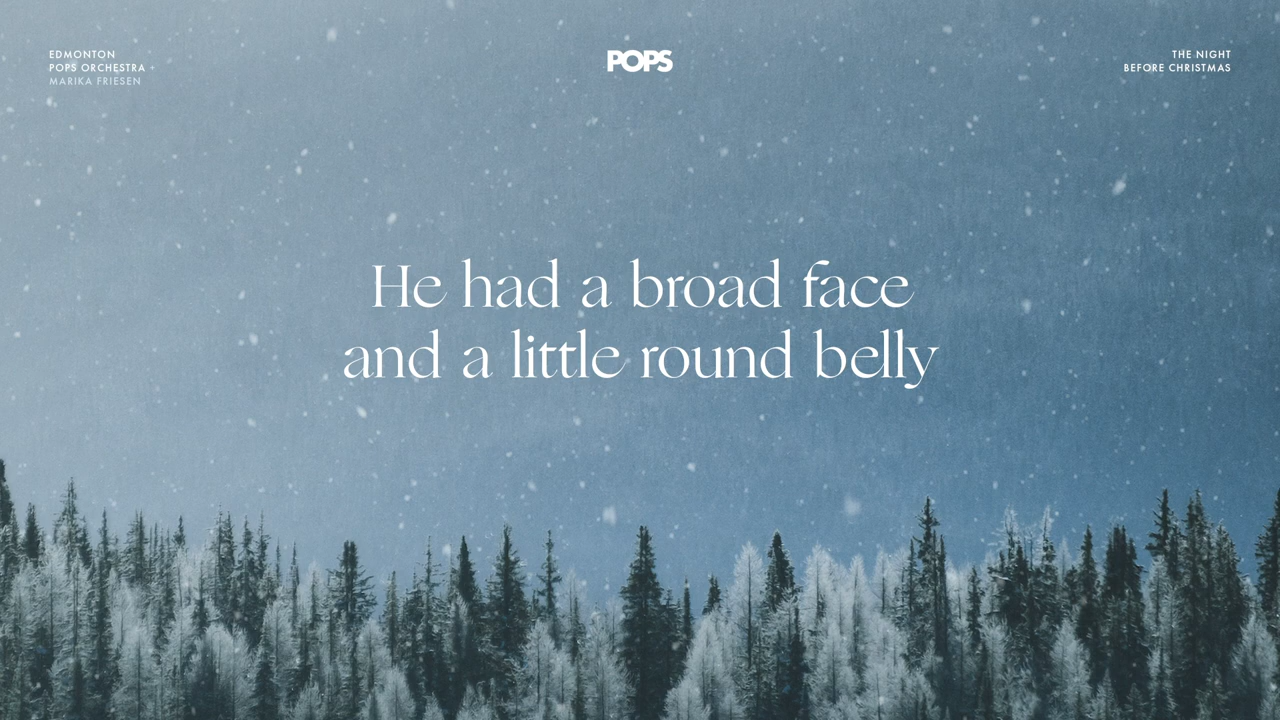 EDMONTON
POPS ORCHESTRA +
MARIKA FRIESEN
POPS
THE NIGHT
BEFORE CHRISTMAS
He had a broad face
and a little round belly